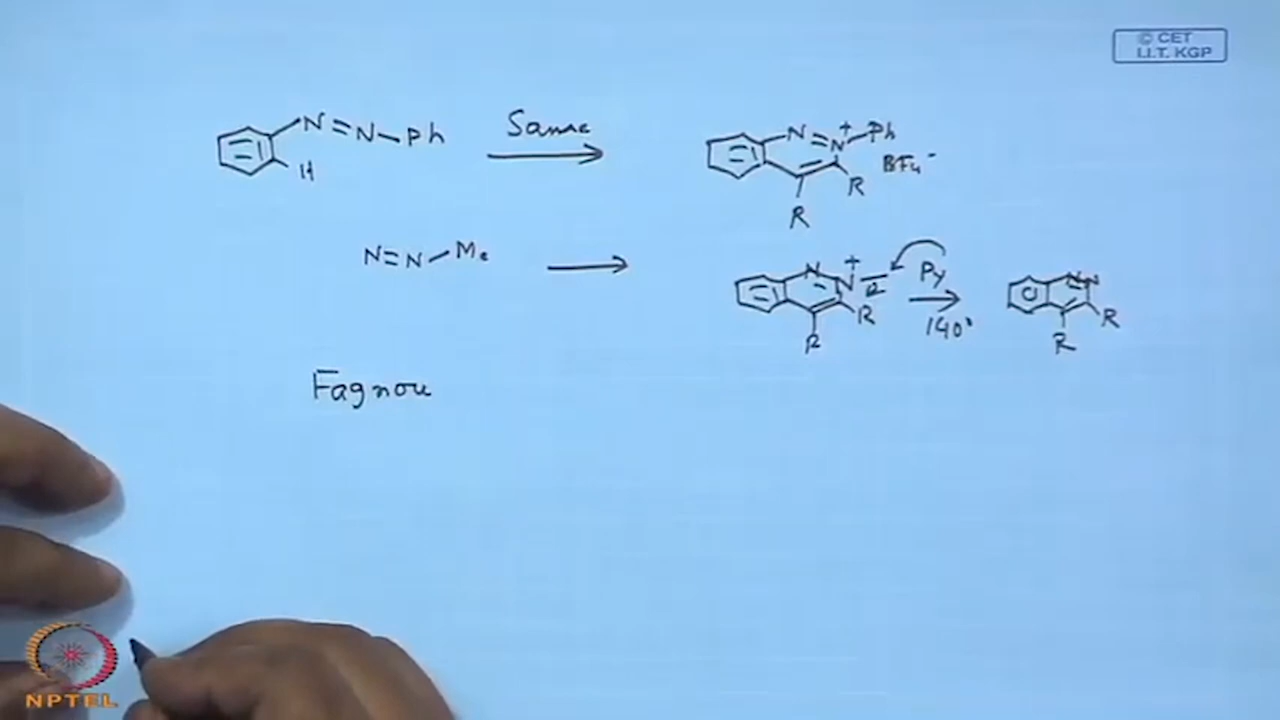 © CET
I.I.T. KGP
N=N-Ph
H
Same
N=N+-Ph
BF4-
R
R
N=N-Me
N
N+
R
R
Py
140°
N
N
R
R
Fagnou
NPTEL